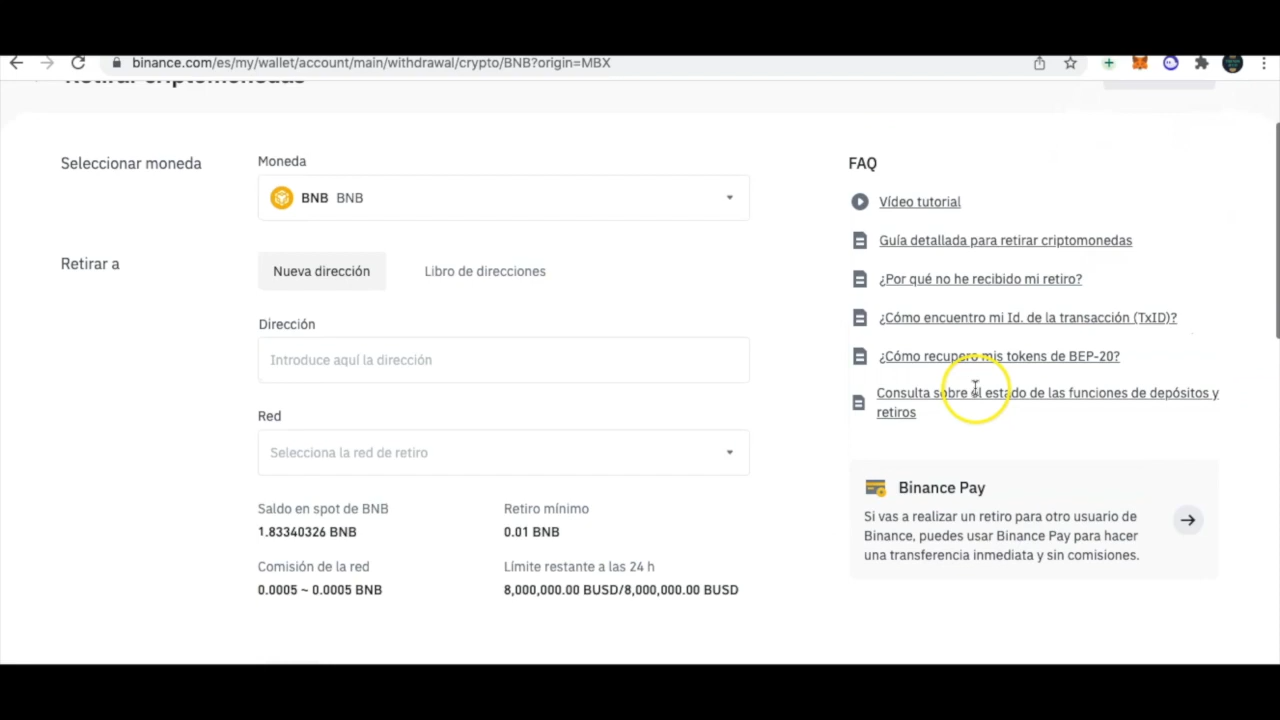 binance.com/es/my/wallet/account/main/withdrawal/crypto/BNB?origin=MBX
Retirar criptomonedas
Seleccionar moneda
Moneda
BNB BNB
Retirar a
Nueva dirección
Libro de direcciones
Dirección
Introduce aquí la dirección
Red
Selecciona la red de retiro
Saldo en spot de BNB
1.83340326 BNB
Retiro mínimo
0.01 BNB
Comisión de la red
0.0005 ~ 0.0005 BNB
Límite restante a las 24 h
8,000,000.00 BUSD/8,000,000.00 BUSD
FAQ
Vídeo tutorial
Guía detallada para retirar criptomonedas
¿Por qué no he recibido mi retiro?
¿Cómo encuentro mi Id. de la transacción (TxID)?
¿Cómo recupero mis tokens de BEP-20?
Consulta sobre el estado de las funciones de depósitos y
retiros
Binance Pay
Si vas a realizar un retiro para otro usuario de
Binance, puedes usar Binance Pay para hacer
una transferencia inmediata y sin comisiones.